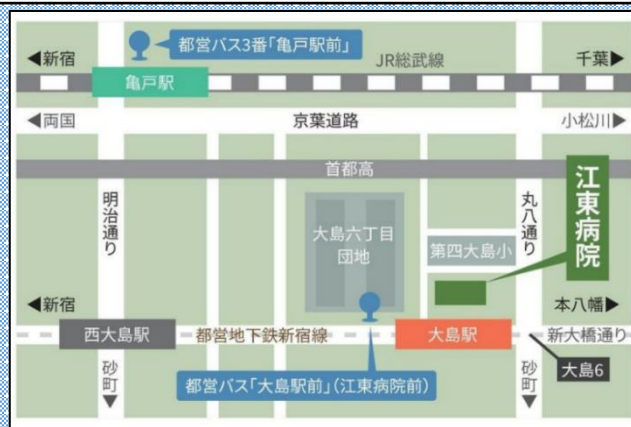 都営バス3番「亀戸駅前」
◀新宿
JR総武線
千葉▶
亀戸駅
◀両国
京葉道路
小松川▶
首都高
明治通り
大島六丁目
団地
丸八通り
第四大島小
江東病院
◀新宿
本八幡▶
西大島駅
都営地下鉄新宿線
大島駅
新大橋通り
砂町▼
都営バス「大島駅前」（江東病院前）
砂町▼
大島6